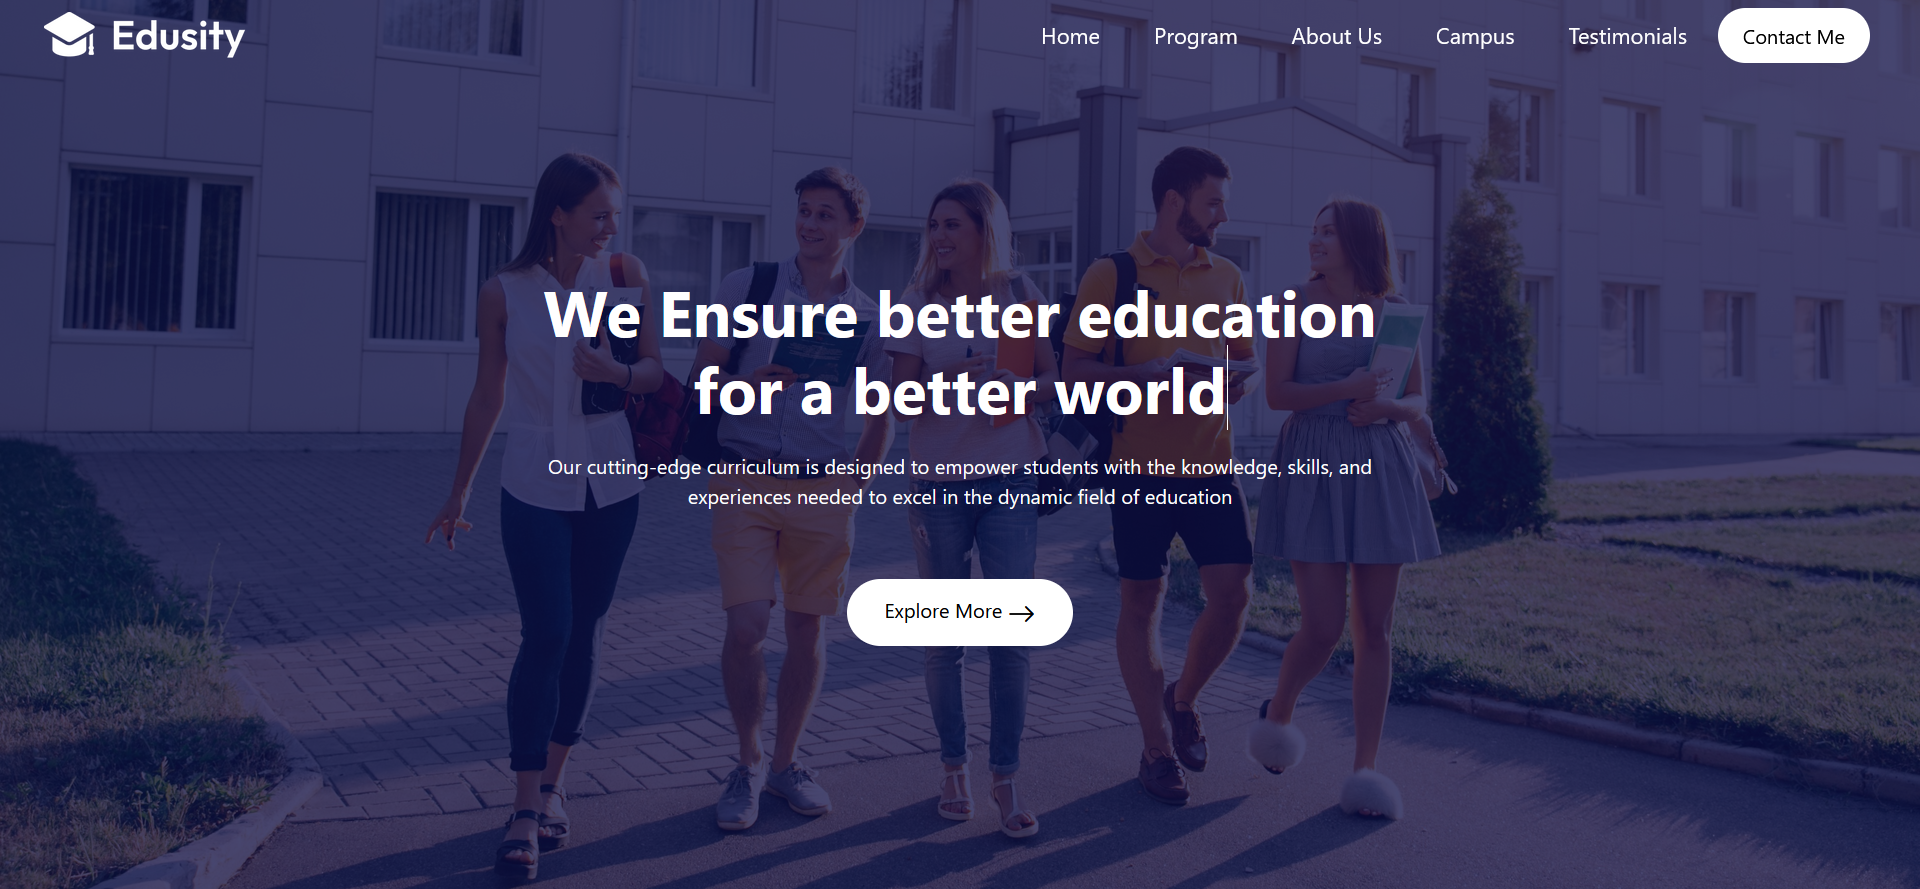 Edusity
Home
Program
About Us
Campus
Testimonials
Contact Me
We Ensure better education
for a better world
Our cutting-edge curriculum is designed to empower students with the knowledge, skills, and
experiences needed to excel in the dynamic field of education
Explore More